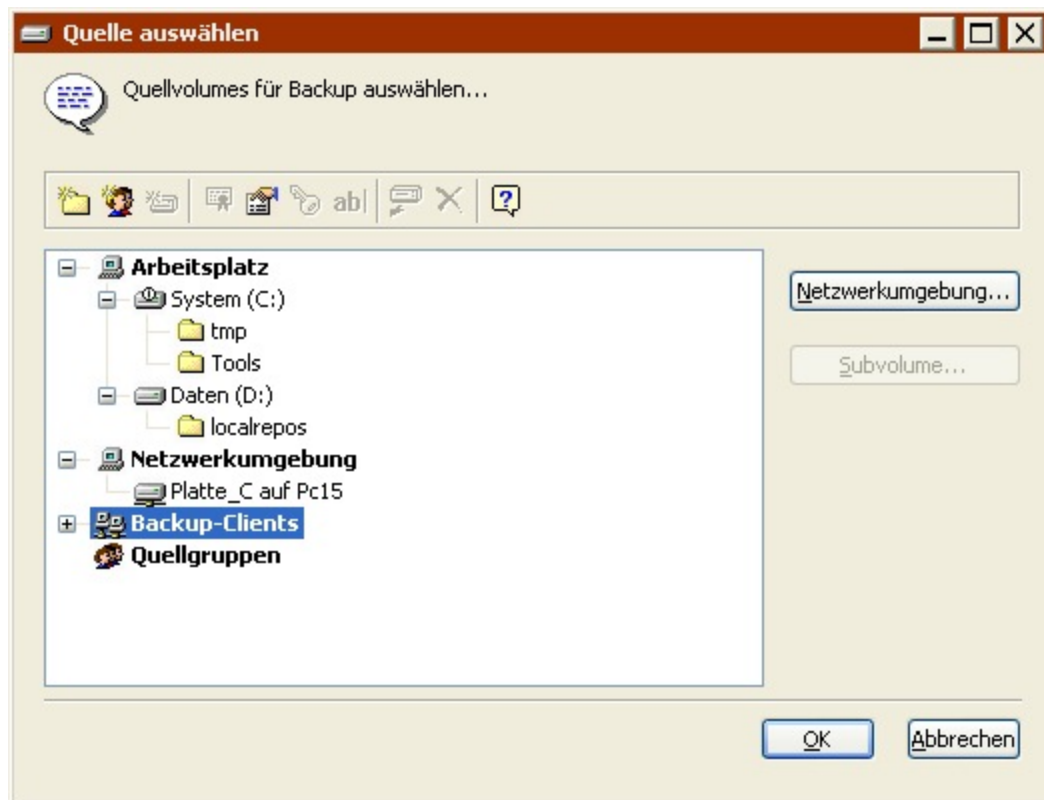 Quelle auswählen
Quellvolumes für Backup auswählen...
ab|
Arbeitsplatz
System (C:)
tmp
Tools
Daten (D:)
localrepos
Netzwerkumgebung
Platte_C auf Pc15
Backup-Clients
Quellgruppen
Netzwerkumgebung...
Subvolume...
OK
Abbrechen